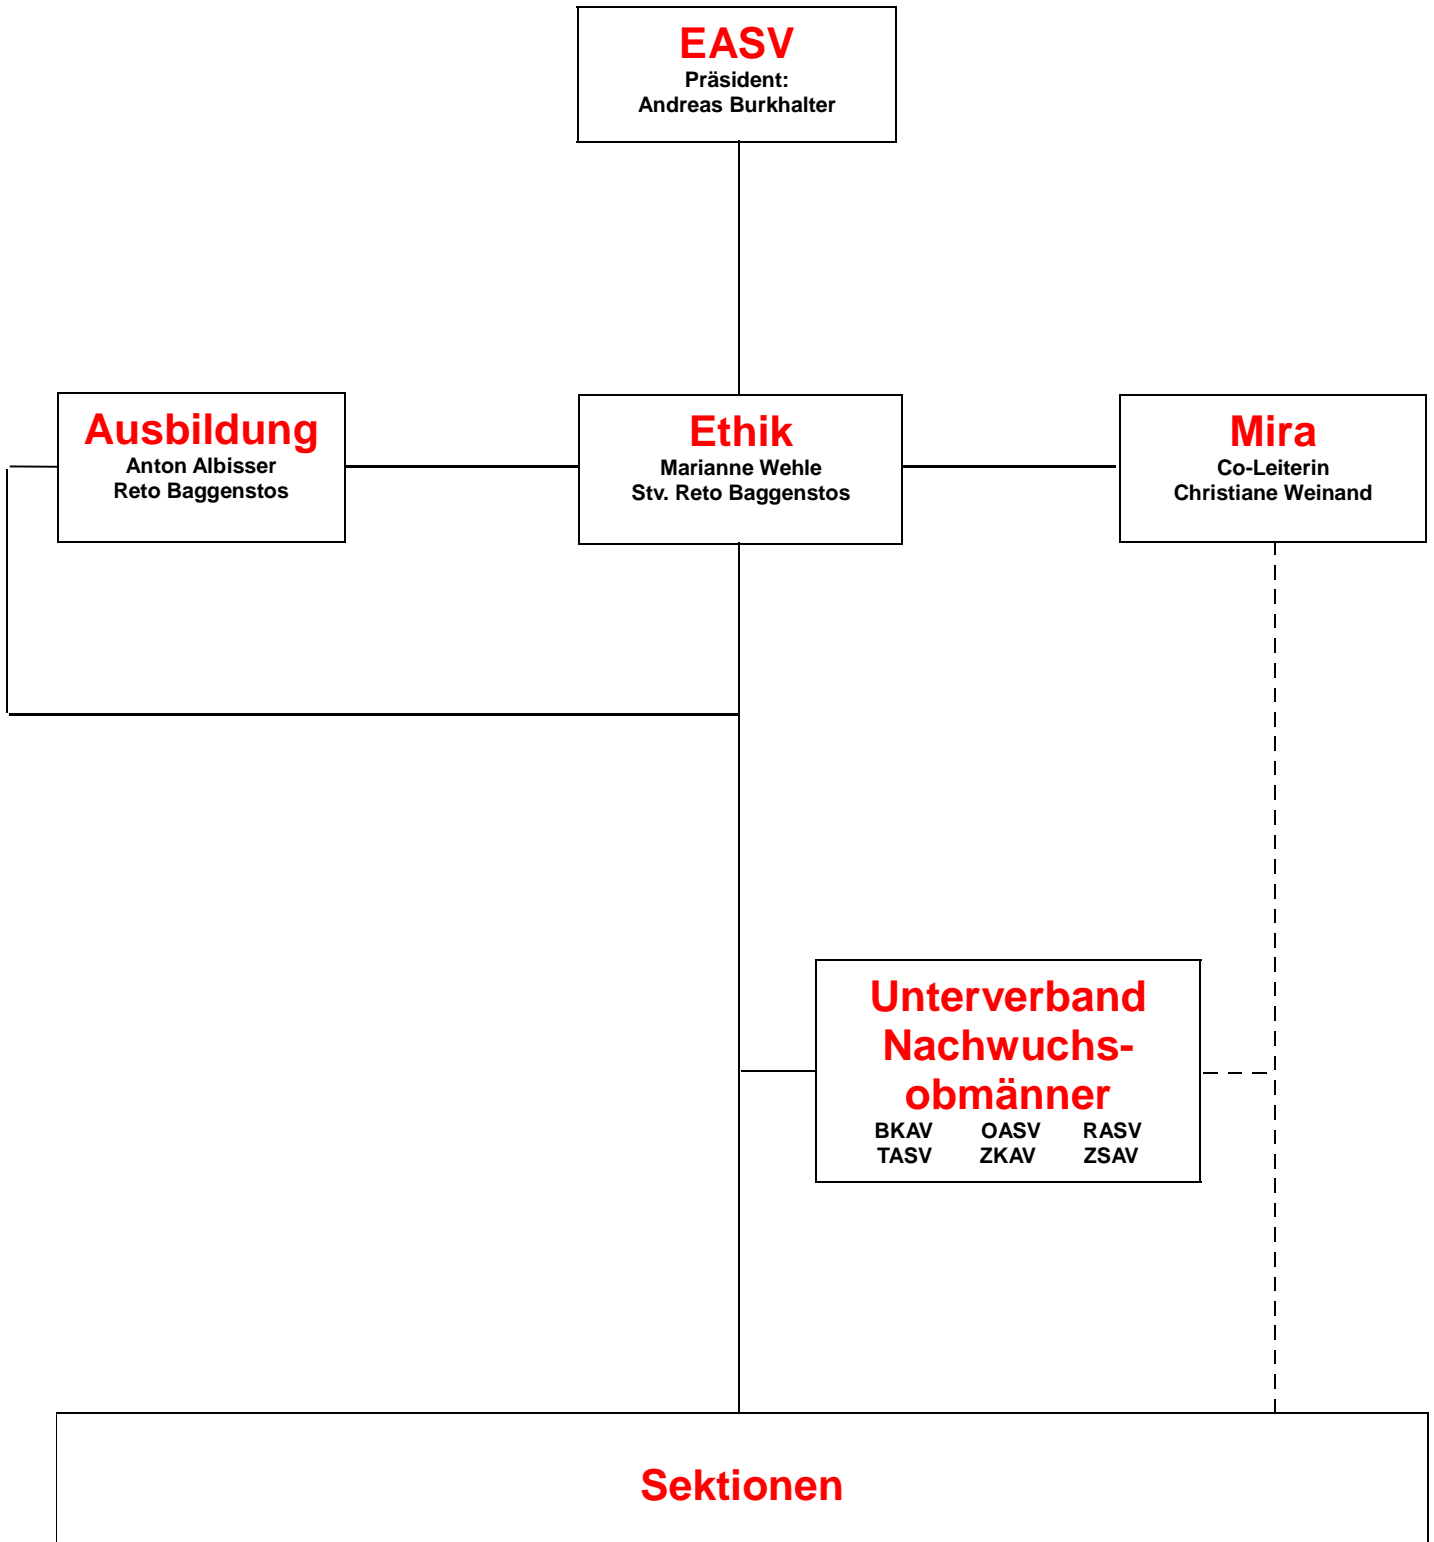 EASV
Präsident:
Andreas Burkhalter
Ausbildung
Anton Albisser
Reto Baggenstos
Ethik
Marianne Wehle
Stv. Reto Baggenstos
Mira
Co-Leiterin
Christiane Weinand
Unterverband
Nachwuchs-
obmänner
BKAV OASV RASV
TASV ZKAV ZSAV
Sektionen